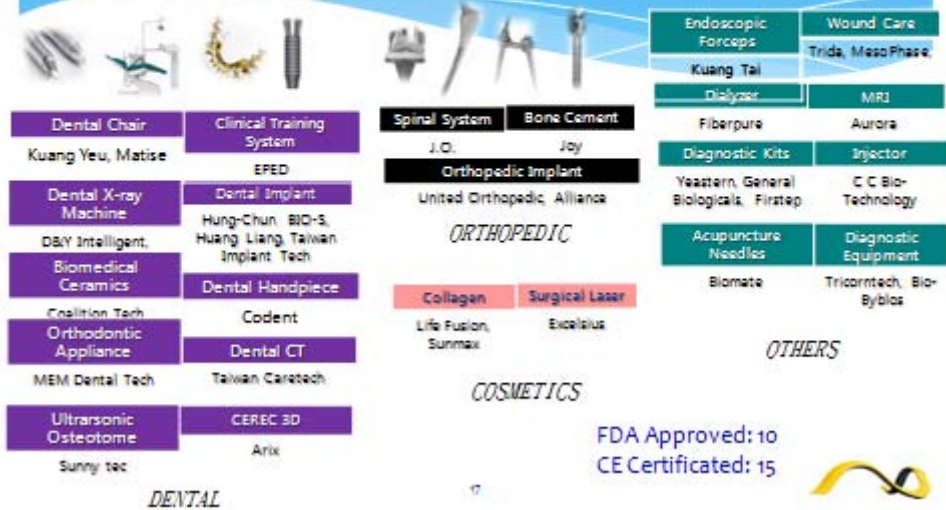 Dental Chair
Kuang Yeu, Matise
Dental X-ray
Machine
D&Y Intelligent,
Biomedical
Ceramics
Coalition Tech
Orthodontic
Appliance
MEM Dental Tech
Ultrarsonic
Osteotome
Sunny tec
Clinical Training
System
EPED
Dental Implant
Hung-Chun BIO-S,
Huang Liang, Taiwan
Implant Tech
Dental Handpiece
Codent
Dental CT
Taiwan Caretech
CEREC 3D
Arix
DENTAL
Spinal System
J.O.
Bone Cement
Joy
Orthopedic Implant
United Orthopedic, Alliance
ORTHOPEDIC
Collagen
Life Fusion,
Sunmax
Surgical Laser
Excelsius
COSMETICS
Endoscopic
Forceps
Kuang Tai
Wound Care
Trida, MesoPhase,
Dialyzer
Fiberpure
MRI
Aurora
Diagnostic Kits
Yeastern, General
Biologicals, Firstep
Injector
C C Bio-
Technology
Acupuncture
Needles
Biomate
Diagnostic
Equipment
Tricorntech, Bio-
Byblos
OTHERS
FDA Approved: 10
CE Certificated: 15
17